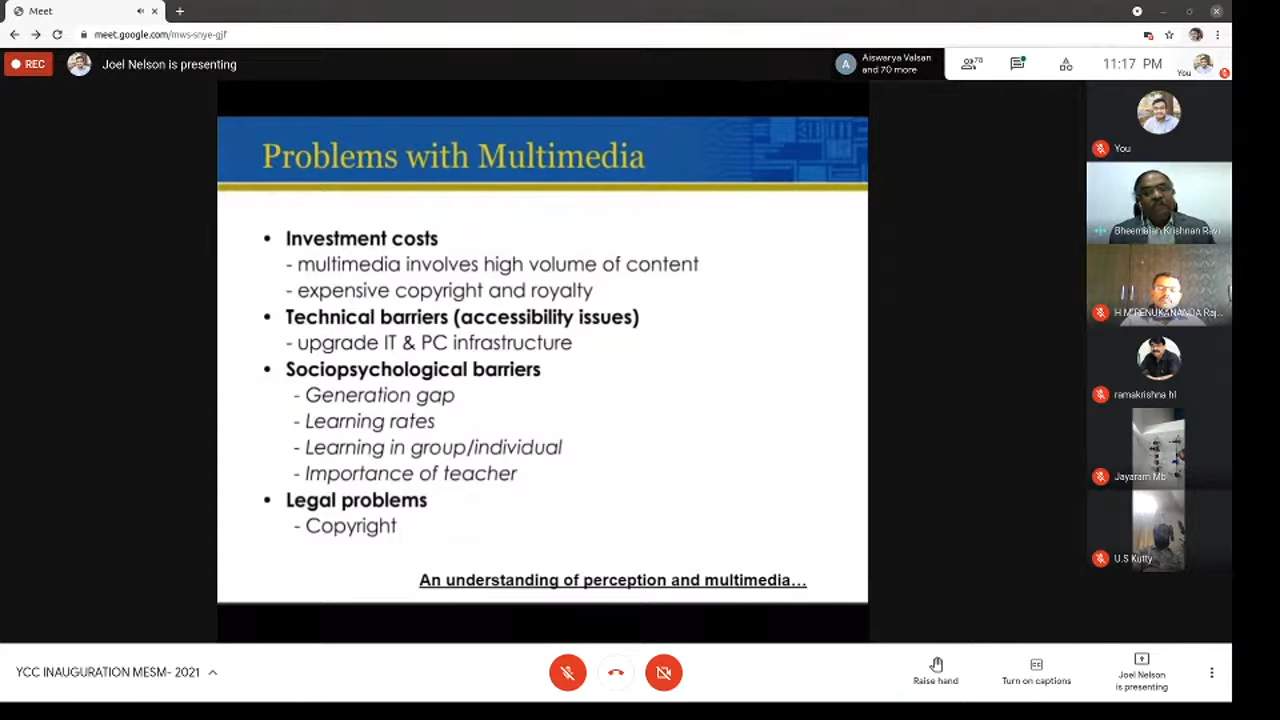 Meet
meet.google.com/mws-snye-gjf
REC
Joel Nelson is presenting
A
Aiswarya Valsan
and 70 more
78
11:17 PM
You
Problems with Multimedia
• Investment costs
- multimedia involves high volume of content
- expensive copyright and royalty
• Technical barriers (accessibility issues)
- upgrade IT & PC infrastructure
• Sociopsychological barriers
- Generation gap
- Learning rates
- Learning in group/individual
- Importance of teacher
• Legal problems
- Copyright
An understanding of perception and multimedia...
You
Bheemaiah Krishnan Ravi
H M RENUKANANDA Raj...
ramakrishna hl
Jayaram Mb
U.S Kutty
YCC INAUGURATION MESM- 2021
Raise hand
Turn on captions
Joel Nelson
is presenting